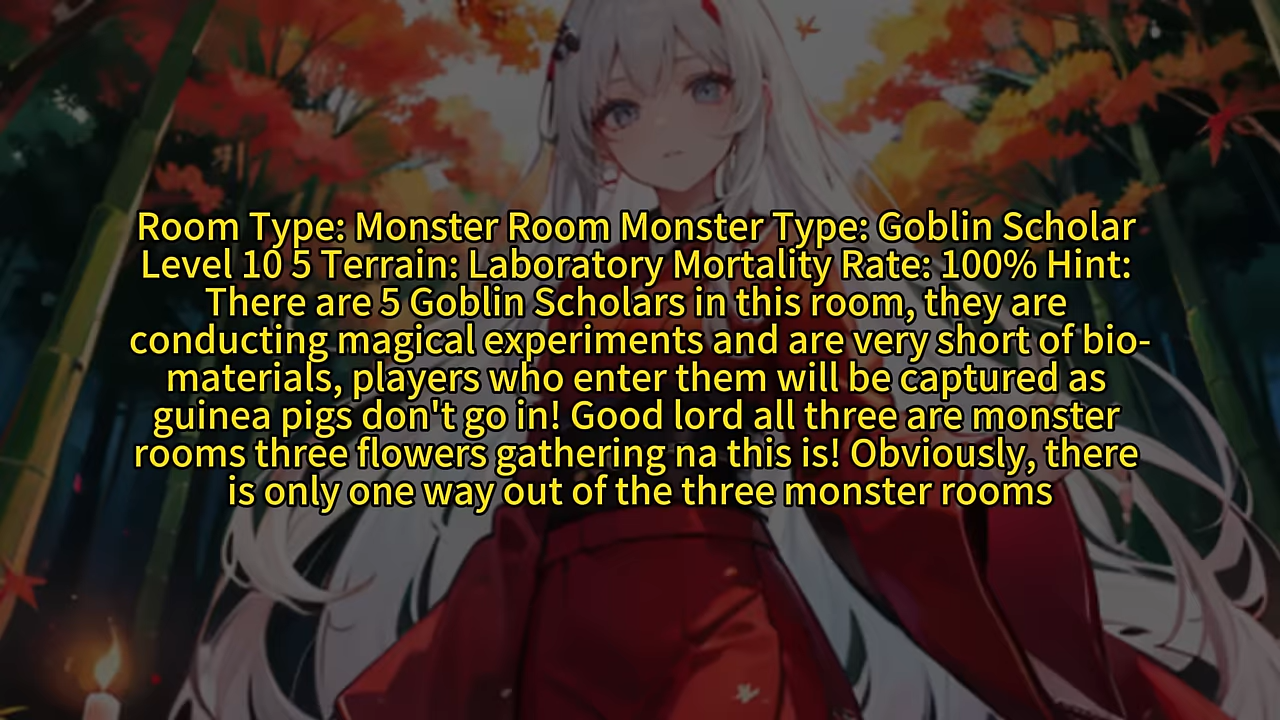 Room Type: Monster Room Monster Type: Goblin Scholar
Level 10 5 Terrain: Laboratory Mortality Rate: 100% Hint:
There are 5 Goblin Scholars in this room, they are
conducting magical experiments and are very short of bio-
materials, players who enter them will be captured as
guinea pigs don't go in! Good lord all three are monster
rooms three flowers gathering na this is! Obviously, there
is only one way out of the three monster rooms